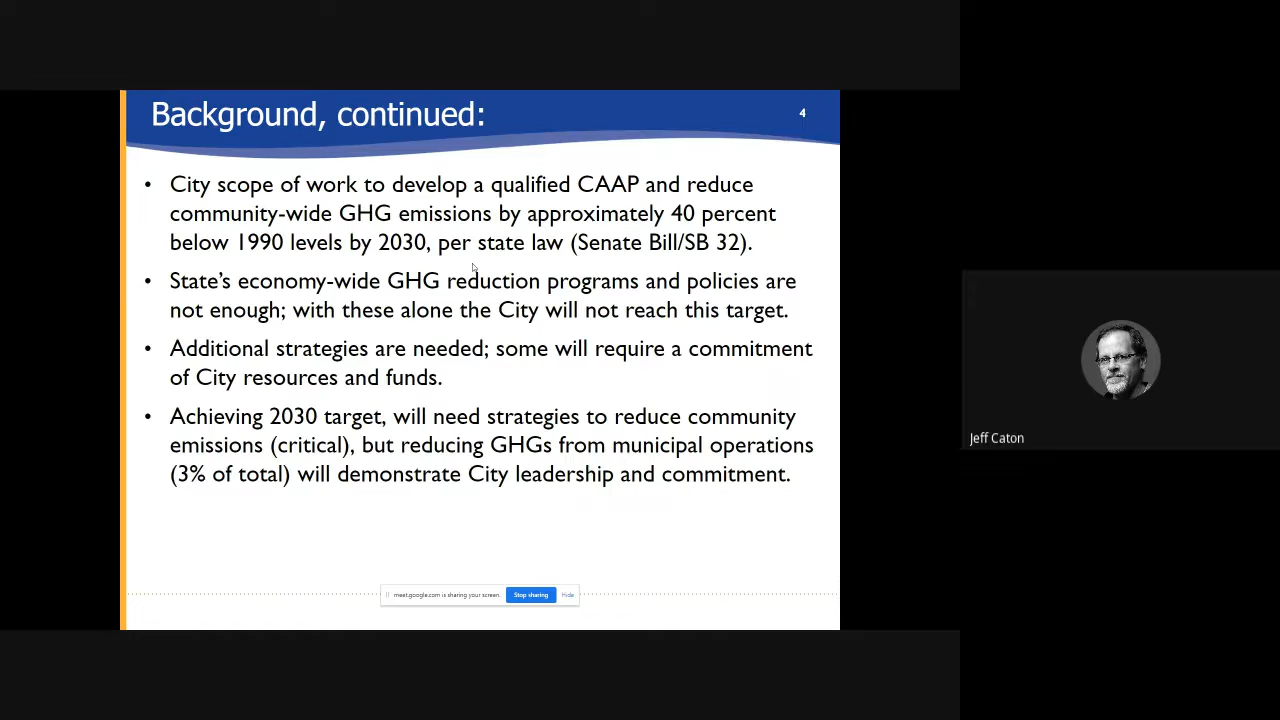 Background, continued:
4
• City scope of work to develop a qualified CAAP and reduce
community-wide GHG emissions by approximately 40 percent
below 1990 levels by 2030, per state law (Senate Bill/SB 32).
• State’s economy-wide GHG reduction programs and policies are
not enough; with these alone the City will not reach this target.
• Additional strategies are needed; some will require a commitment
of City resources and funds.
• Achieving 2030 target, will need strategies to reduce community
emissions (critical), but reducing GHGs from municipal operations
(3% of total) will demonstrate City leadership and commitment.
meet.google.com is sharing your screen.
Stop sharing
Hide
Jeff Caton